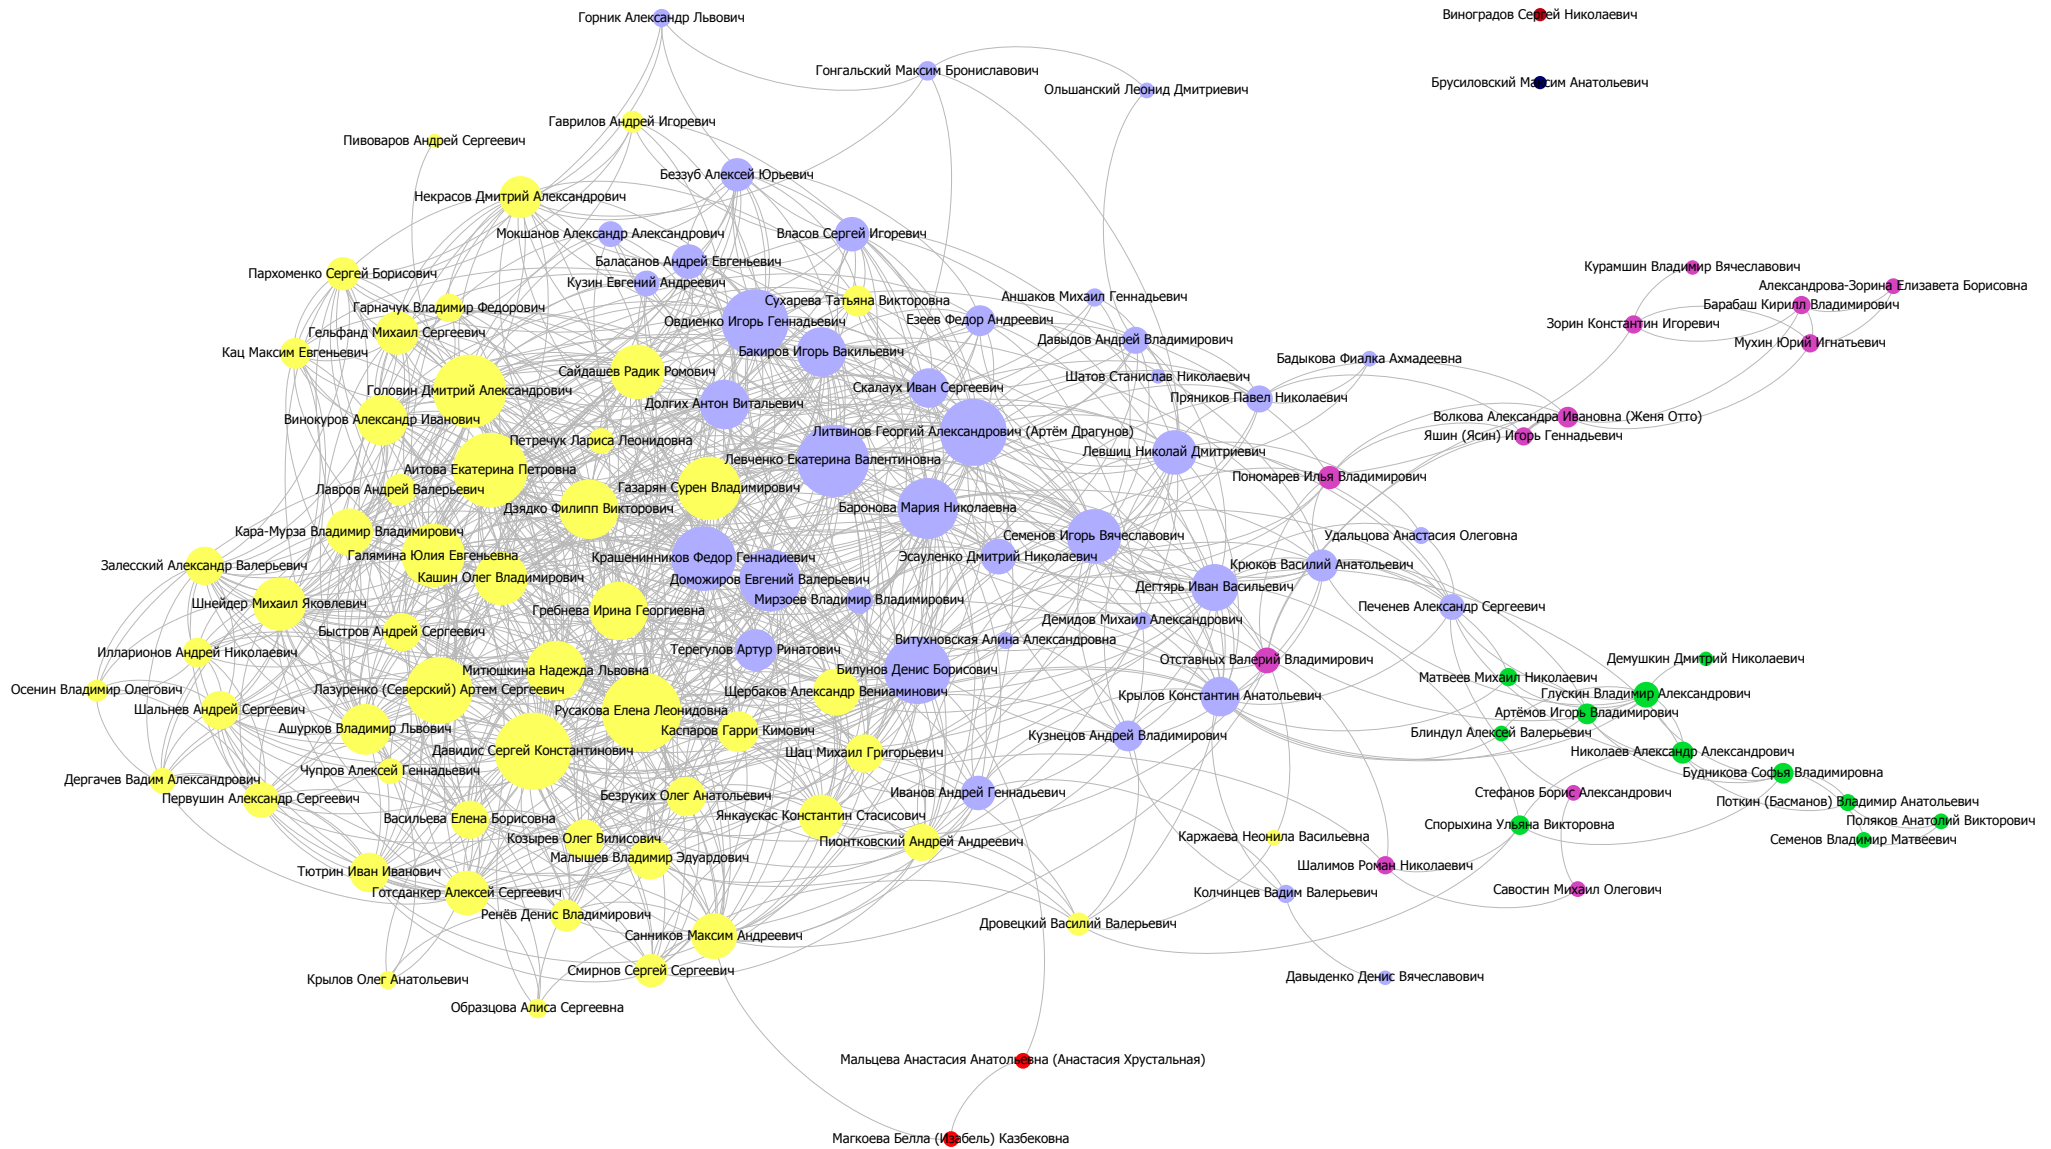 Горник Александр Львович
Виноградов Сергей Николаевич
Гонгальский Максим Брониславович
Брусиловский Максим Анатольевич
Ольшанский Леонид Дмитриевич
Гаврилов Андрей Игоревич
Пивоваров Андрей Сергеевич
Беззуб Алексей Юрьевич
Некрасов Дмитрий Александрович
Мокшанов Александр Александрович
Власов Сергей Игоревич
Баласанов Андрей Евгеньевич
Курамшин Владимир Вячеславович
Пархоменко Сергей Борисович
Кузин Евгений Андреевич
Александрова-Зорина Елизавета Борисовна
Аншаков Михаил Геннадьевич
Сухарева Татьяна Викторовна
Барабаш Кирилл Владимирович
Гарначук Владимир Федорович
Овдиенко Игорь Геннадьевич
Езеев Федор Андреевич
Зорин Константин Игоревич
Гельфанд Михаил Сергеевич
Давыдов Андрей Владимирович
Мухин Юрий Игнатьевич
Кац Максим Евгеньевич
Бакиров Игорь Вакильевич
Бадыкова Фиалка Ахмадеевна
Сайдашев Радик Ромович
Шатов Станислав Николаевич
Головин Дмитрий Александрович
Скалаух Иван Сергеевич
Пряников Павел Николаевич
Долгих Антон Витальевич
Винокуров Александр Иванович
Волкова Александра Ивановна (Женя Отто)
Литвинов Георгий Александрович (Артём Драгунов)
Яшин (Ясин) Игорь Геннадьевич
Петречук Лариса Леонидовна
Левшиц Николай Дмитриевич
Левченко Екатерина Валентиновна
Аитова Екатерина Петровна
Пономарев Илья Владимирович
Газарян Сурен Владимирович
Лавров Андрей Валерьевич
Баронова Мария Николаевна
Дзядко Филипп Викторович
Кара-Мурза Владимир Владимирович
Семенов Игорь Вячеславович
Удальцова Анастасия Олеговна
Галямина Юлия Евгеньевна
Крашенинников Федор Геннадиевич
Эсауленко Дмитрий Николаевич
Крюков Василий Анатольевич
Залесский Александр Валерьевич
Кашин Олег Владимирович
Доможиров Евгений Валерьевич
Дегтярь Иван Васильевич
Мирзоев Владимир Владимирович
Шнейдер Михаил Яковлевич
Печенев Александр Сергеевич
Гребнева Ирина Георгиевна
Демидов Михаил Александрович
Быстров Андрей Сергеевич
Витухновская Алина Александровна
Терегулов Артур Ринатович
Илларионов Андрей Николаевич
Отставных Валерий Владимирович
Демушкин Дмитрий Николаевич
Митюшкина Надежда Львовна
Билунов Денис Борисович
Матвеев Михаил Николаевич
Осенин Владимир Олегович
Лазуренко (Северский) Артем Сергеевич
Щербаков Александр Вениаминович
Крылов Константин Анатольевич
Глускин Владимир Александрович
Шальнев Андрей Сергеевич
Русакова Елена Леонидовна
Артёмов Игорь Владимирович
Ашурков Владимир Львович
Каспаров Гарри Кимович
Кузнецов Андрей Владимирович
Блиндул Алексей Валерьевич
Давидис Сергей Константинович
Шац Михаил Григорьевич
Николаев Александр Александрович
Чупров Алексей Геннадьевич
Дергачев Вадим Александрович
Будникова Софья Владимировна
Первушин Александр Сергеевич
Безруких Олег Анатольевич
Иванов Андрей Геннадьевич
Стефанов Борис Александрович
Поткин (Басманов) Владимир Анатольевич
Васильева Елена Борисовна
Янкаускас Константин Стасисович
Поляков Анатолий Викторович
Спорыхина Ульяна Викторовна
Козырев Олег Вилисович
Каржаева Неонила Васильевна
Пионтковский Андрей Андреевич
Семенов Владимир Матвеевич
Малышев Владимир Эдуардович
Шалимов Роман Николаевич
Тютрин Иван Иванович
Готсданкер Алексей Сергеевич
Колчинцев Вадим Валерьевич
Савостин Михаил Олегович
Ренёв Денис Владимирович
Дровецкий Василий Валерьевич
Санников Максим Андреевич
Смирнов Сергей Сергеевич
Крылов Олег Анатольевич
Давыденко Денис Вячеславович
Образцова Алиса Сергеевна
Мальцева Анастасия Анатольевна (Анастасия Хрустальная)
Магкоева Белла (Изабель) Казбековна